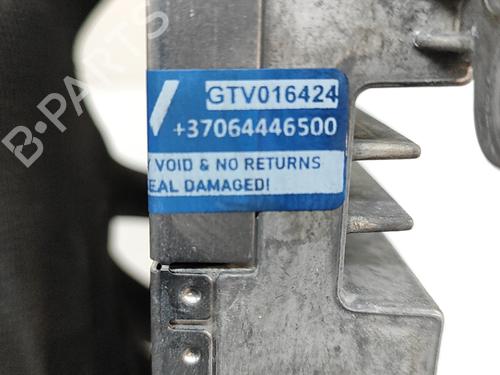 B-PARTS
V
GTV016424
+37064446500
VOID & NO RETURNS
EAL DAMAGED!